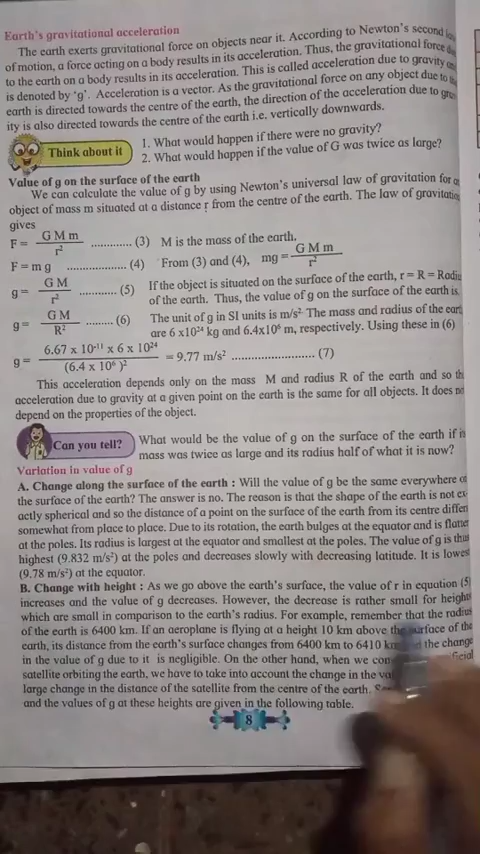 Earth's gravitational acceleration
The earth exerts gravitational force on objects near it. According to Newton's second
of motion, a force acting on a body results in its acceleration. Thus, the gravitational force
to the earth on a body results in its acceleration. This is called acceleration due to gravity
is denoted by 'g'. Acceleration is a vector. As the gravitational force on any object due to
earth is directed towards the centre of the earth, the direction of the acceleration due to
ity is also directed towards the centre of the earth i.e. vertically downwards.
Think about it
1. What would happen if there were no gravity?
2. What would happen if the value of G was twice as large?
Value of g on the surface of the earth
We can calculate the value of g by using Newton's universal law of gravitation for
object of mass m situated at a distance r from the centre of the earth. The law of gravitation
gives
F = G M m / r² ............. (3) M is the mass of the earth.
F = m g ................... (4) From (3) and (4), mg = G M m / r²
g = G M / r² ............ (5) If the object is situated on the surface of the earth, r = R = Radiu
of the earth. Thus, the value of g on the surface of the earth is.
g = G M / R² ........ (6) The unit of g in SI units is m/s². The mass and radius of the
are 6 x10²⁴ kg and 6.4x10⁶ m, respectively. Using these in (6)
g = 6.67 x 10⁻¹¹ x 6 x 10²⁴ / (6.4 x 10⁶ )² = 9.77 m/s² ......................... (7)
This acceleration depends only on the mass M and radius R of the earth and so
acceleration due to gravity at a given point on the earth is the same for all objects. It does
depend on the properties of the object.
Can you tell?
What would be the value of g on the surface of the earth if
mass was twice as large and its radius half of what it is now?
Variation in value of g
A. Change along the surface of the earth : Will the value of g be the same everywhere
the surface of the earth? The answer is no. The reason is that the shape of the earth is not ex-
actly spherical and so the distance of a point on the surface of the earth from its centre differ
somewhat from place to place. Due to its rotation, the earth bulges at the equator and is flatte
at the poles. Its radius is largest at the equator and smallest at the poles. The value of g is thus
highest (9.832 m/s²) at the poles and decreases slowly with decreasing latitude. It is lowest
(9.78 m/s²) at the equator.
B. Change with height : As we go above the earth's surface, the value of r in equation (5)
increases and the value of g decreases. However, the decrease is rather small for heights
which are small in comparison to the earth's radius. For example, remember that the radius
of the earth is 6400 km. If an aeroplane is flying at a height 10 km above the surface of the
earth, its distance from the earth's surface changes from 6400 km to 6410 km the change
in the value of g due to it is negligible. On the other hand, when we
satellite orbiting the earth, we have to take into account the change in the
large change in the distance of the satellite from the centre of the earth.
and the values of g at these heights are given in the following table.
8